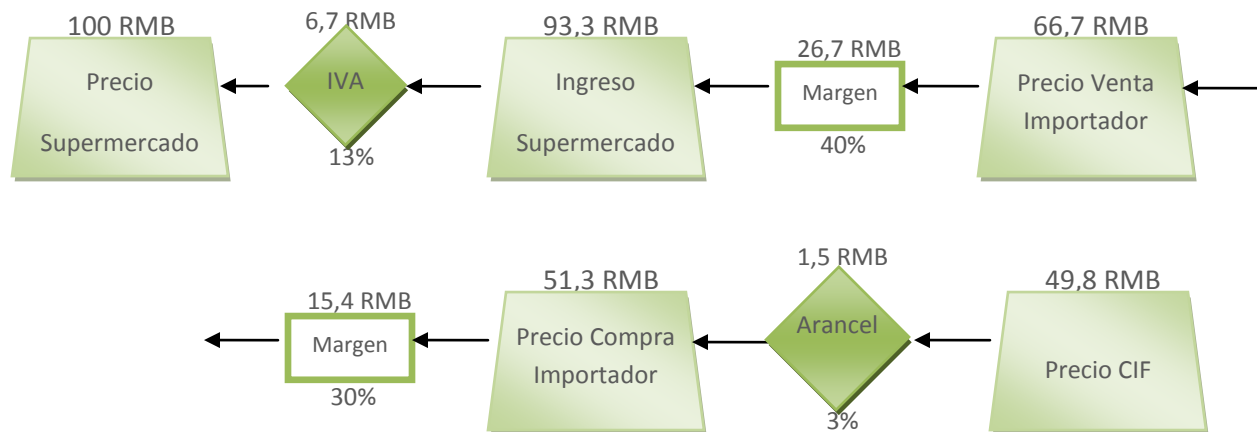 100 RMB
Precio
Supermercado
6,7 RMB
IVA
13%
93,3 RMB
Ingreso
Supermercado
26,7 RMB
Margen
40%
66,7 RMB
Precio Venta
Importador
15,4 RMB
Margen
30%
51,3 RMB
Precio Compra
Importador
1,5 RMB
Arancel
3%
49,8 RMB
Precio CIF